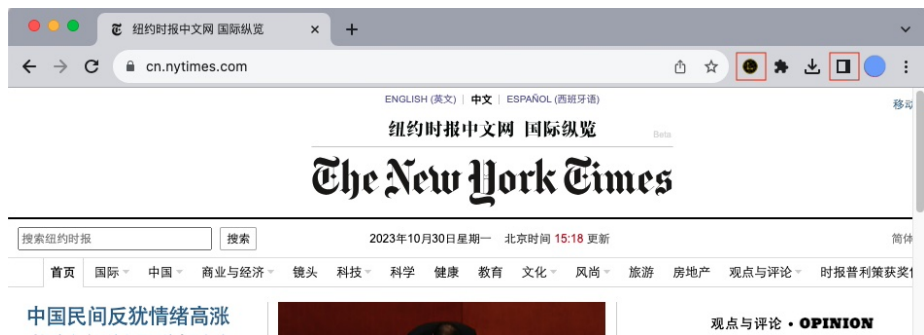 纽约时报中文网 国际纵览
cn.nytimes.com
ENGLISH (英文) | 中文 | ESPAÑOL (西班牙语)
移动
纽约时报中文网 国际纵览
Beta
The New York Times
搜索纽约时报 搜索 2023年10月30日星期一 北京时间 15:18 更新 简体
首页 国际 中国 商业与经济 镜头 科技 科学 健康 教育 文化 风尚 旅游 房地产 观点与评论 时报普利策获奖
中国民间反犹情绪高涨
观点与评论 • OPINION